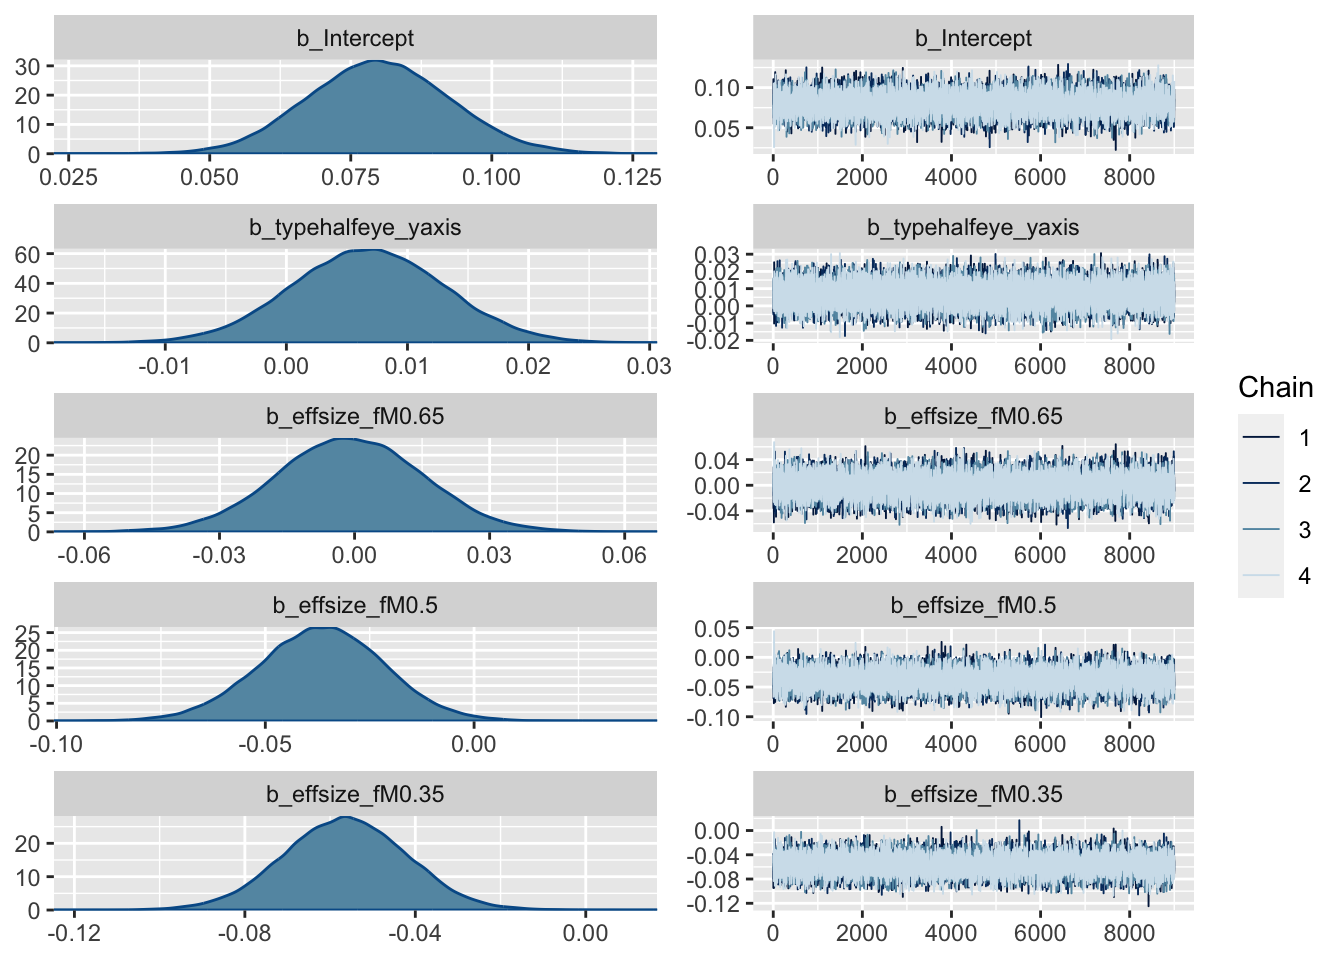 b_Intercept
30
20
10
0
0.025 0.050 0.075 0.100 0.125
b_Intercept
0.10
0.05
0 2000 4000 6000 8000
b_typehalfeye_yaxis
60
40
20
0
-0.01 0.00 0.01 0.02 0.03
b_typehalfeye_yaxis
0.03
0.02
0.01
0.00
-0.01
-0.02
0 2000 4000 6000 8000
b_effsize_fM0.65
20
15
10
5
0
-0.06 -0.03 0.00 0.03 0.06
b_effsize_fM0.65
0.04
0.00
-0.04
0 2000 4000 6000 8000
b_effsize_fM0.5
25
20
15
10
5
0
-0.10 -0.05 0.00
b_effsize_fM0.5
0.05
0.00
-0.05
-0.10
0 2000 4000 6000 8000
b_effsize_fM0.35
20
10
0
-0.12 -0.08 -0.04 0.00
b_effsize_fM0.35
0.00
-0.04
-0.08
-0.12
0 2000 4000 6000 8000
Chain
1
2
3
4